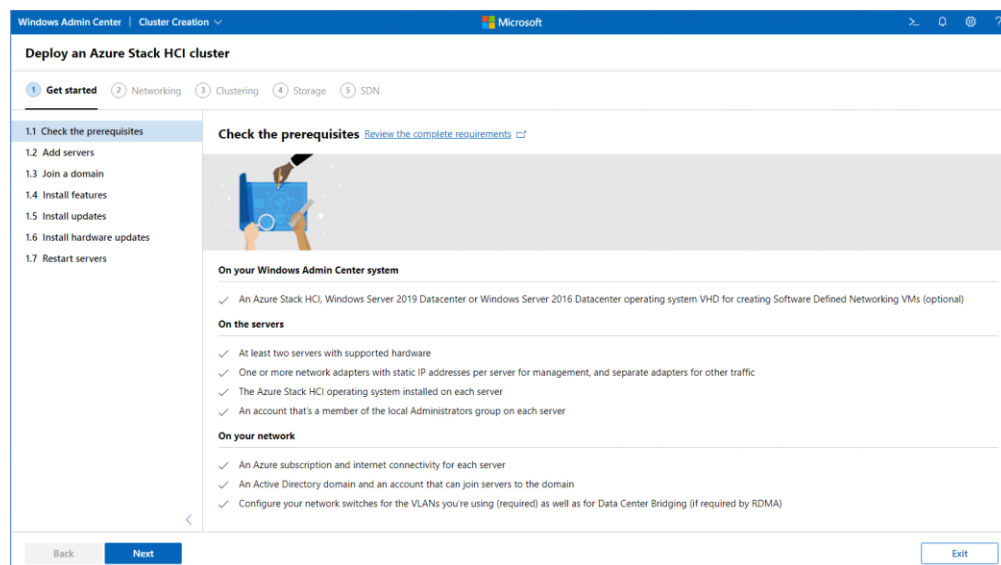 Windows Admin Center | Cluster Creation
Microsoft
Deploy an Azure Stack HCI cluster
1 Get started 2 Networking 3 Clustering 4 Storage 5 SDN
1.1 Check the prerequisites
1.2 Add servers
1.3 Join a domain
1.4 Install features
1.5 Install updates
1.6 Install hardware updates
1.7 Restart servers
Check the prerequisites Review the complete requirements
On your Windows Admin Center system
An Azure Stack HCI, Windows Server 2019 Datacenter or Windows Server 2016 Datacenter operating system VHD for creating Software Defined Networking VMs (optional)
On the servers
At least two servers with supported hardware
One or more network adapters with static IP addresses per server for management, and separate adapters for other traffic
The Azure Stack HCI operating system installed on each server
An account that's a member of the local Administrators group on each server
On your network
An Azure subscription and internet connectivity for each server
An Active Directory domain and an account that can join servers to the domain
Configure your network switches for the VLANs you're using (required) as well as for Data Center Bridging (if required by RDMA)
Back Next Exit